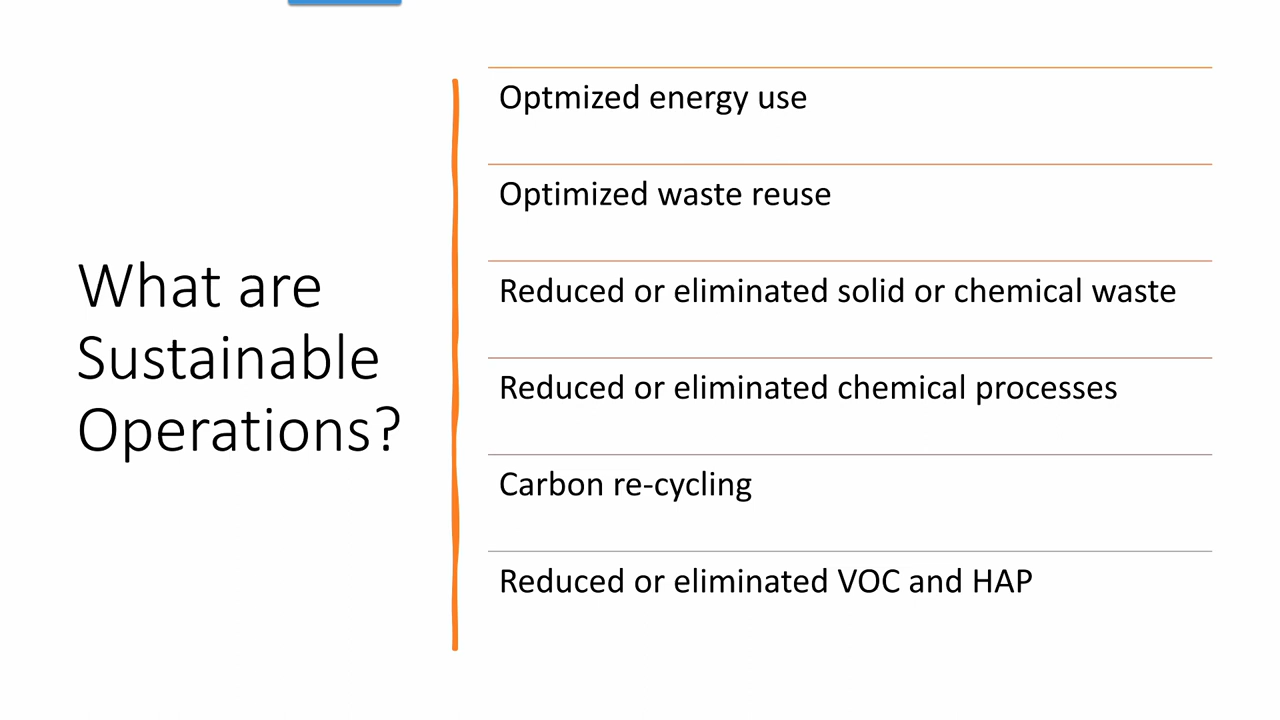 What are
Sustainable
Operations?
Optmized energy use
Optimized waste reuse
Reduced or eliminated solid or chemical waste
Reduced or eliminated chemical processes
Carbon re-cycling
Reduced or eliminated VOC and HAP